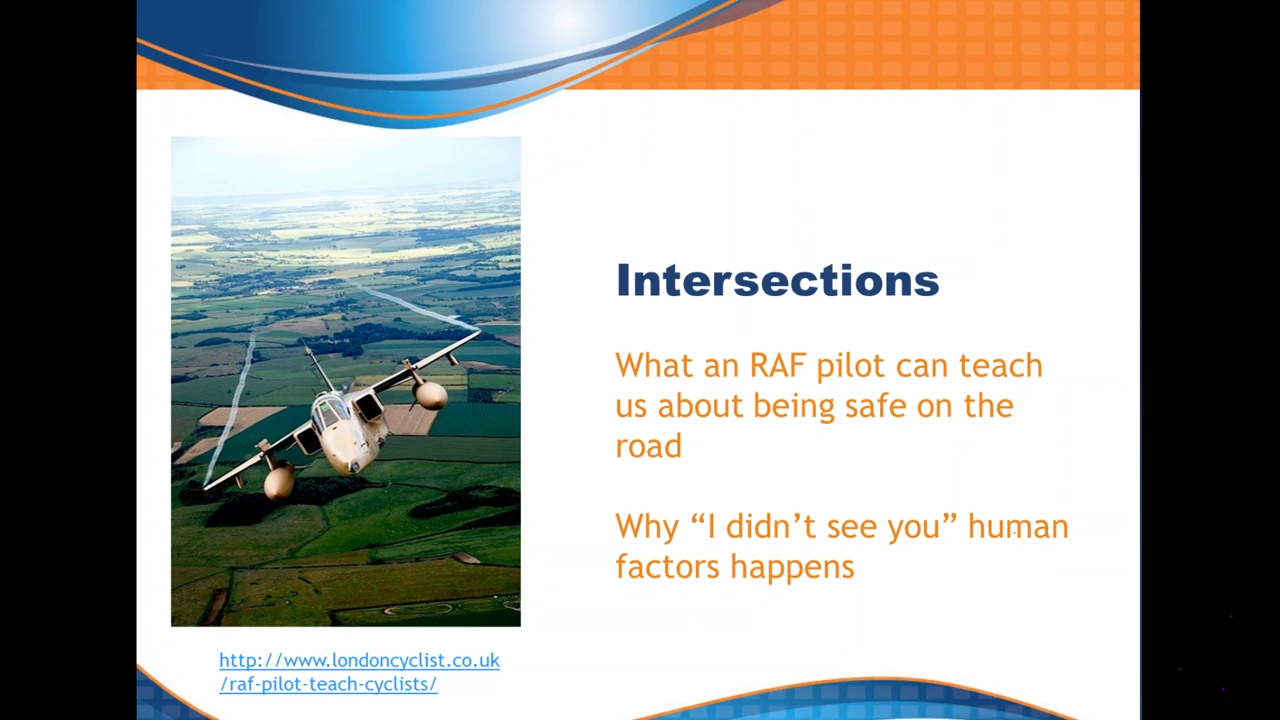 Intersections
What an RAF pilot can teach
us about being safe on the
road
Why “I didn’t see you” human
factors happens
http://www.londoncyclist.co.uk
/raf-pilot-teach-cyclists/